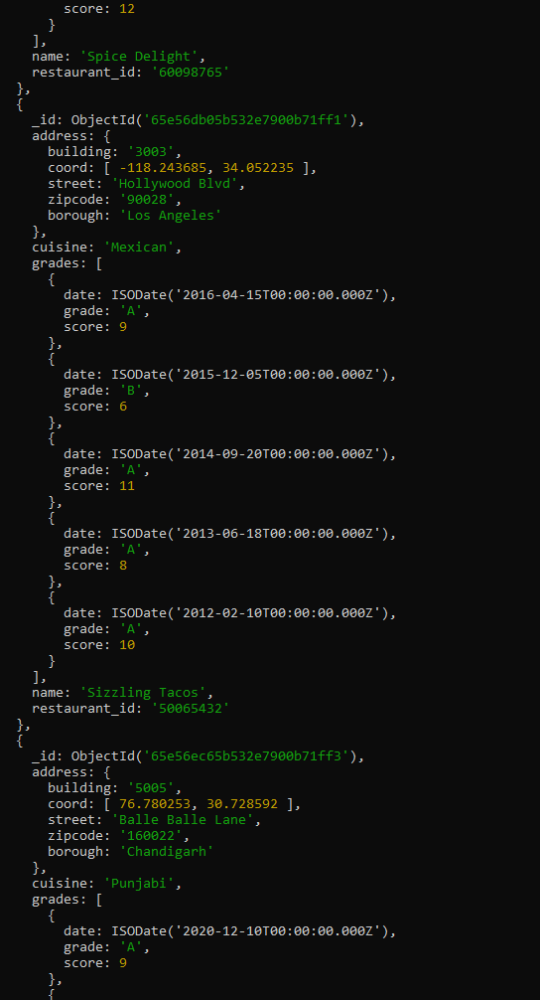 score: 12
    }
  ],
  name: 'Spice Delight',
  restaurant_id: '60098765'
},
{
  _id: ObjectId('65e56db05b532e7900b71ff1'),
  address: {
    building: '3003',
    coord: [ -118.243685, 34.052235 ],
    street: 'Hollywood Blvd',
    zipcode: '90028',
    borough: 'Los Angeles'
  },
  cuisine: 'Mexican',
  grades: [
    {
      date: ISODate('2016-04-15T00:00:00.000Z'),
      grade: 'A',
      score: 9
    },
    {
      date: ISODate('2015-12-05T00:00:00.000Z'),
      grade: 'B',
      score: 6
    },
    {
      date: ISODate('2014-09-20T00:00:00.000Z'),
      grade: 'A',
      score: 11
    },
    {
      date: ISODate('2013-06-18T00:00:00.000Z'),
      grade: 'A',
      score: 8
    },
    {
      date: ISODate('2012-02-10T00:00:00.000Z'),
      grade: 'A',
      score: 10
    }
  ],
  name: 'Sizzling Tacos',
  restaurant_id: '50065432'
},
{
  _id: ObjectId('65e56ec65b532e7900b71ff3'),
  address: {
    building: '5005',
    coord: [ 76.780253, 30.728592 ],
    street: 'Balle Balle Lane',
    zipcode: '160022',
    borough: 'Chandigarh'
  },
  cuisine: 'Punjabi',
  grades: [
    {
      date: ISODate('2020-12-10T00:00:00.000Z'),
      grade: 'A',
      score: 9
    },
    {